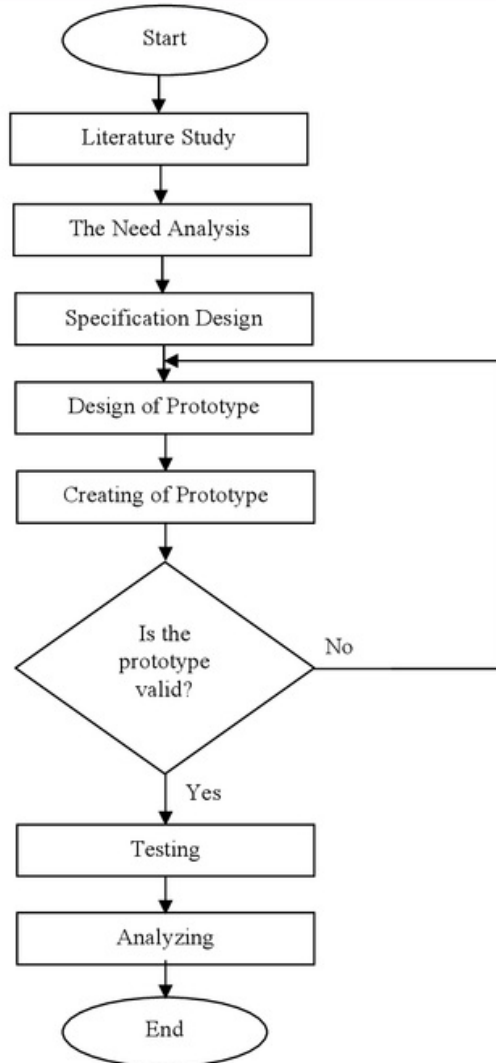 Start
Literature Study
The Need Analysis
Specification Design
Design of Prototype
Creating of Prototype
Is the
prototype
valid?
No
Yes
Testing
Analyzing
End